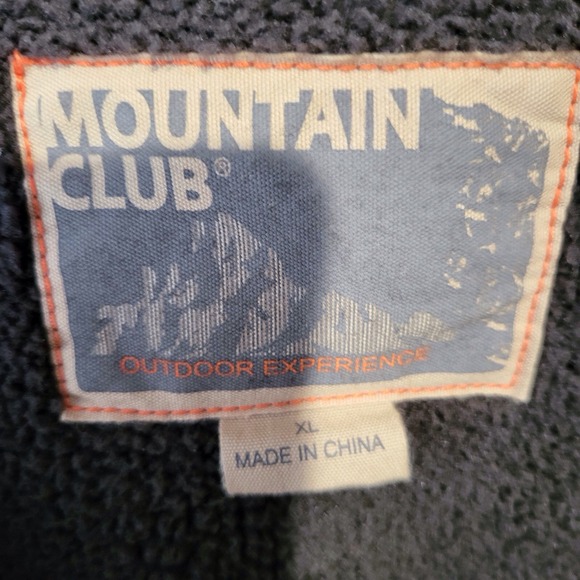 MOUNTAIN
CLUB®
OUTDOOR EXPERIENCE
XL
MADE IN CHINA